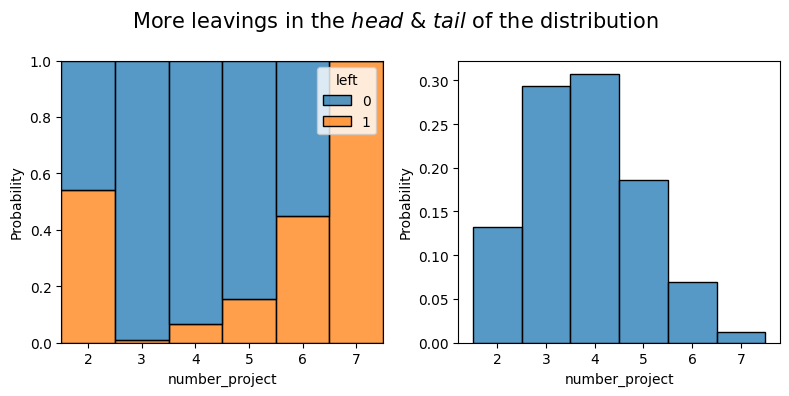 More leavings in the head & tail of the distribution
1.0
0.8
0.6
0.4
0.2
0.0
Probability
left
0
1
2 3 4 5 6 7
number_project
0.30
0.25
0.20
0.15
0.10
0.05
0.00
Probability
2 3 4 5 6 7
number_project